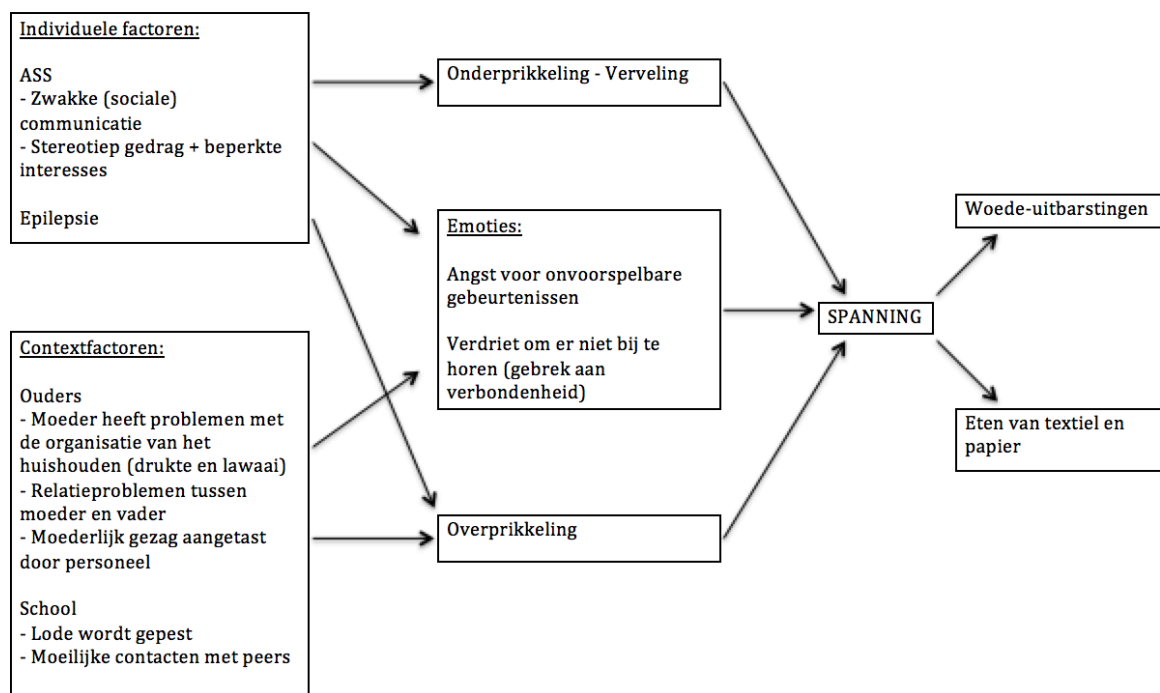 Individuele factoren:
ASS
- Zwakke (sociale)
communicatie
- Stereotiep gedrag + beperkte
interesses
Epilepsie
Contextfactoren:
Ouders
- Moeder heeft problemen met
de organisatie van het
huishouden (drukte en lawaai)
- Relatieproblemen tussen
moeder en vader
- Moederlijk gezag aangetast
door personeel
School
- Lode wordt gepest
- Moeilijke contacten met peers
Onderprikkeling - Verveling
Emoties:
Angst voor onvoorspelbare
gebeurtenissen
Verdriet om er niet bij te
horen (gebrek aan
verbondenheid)
Overprikkeling
SPANNING
Woede-uitbarstingen
Eten van textiel en
papier